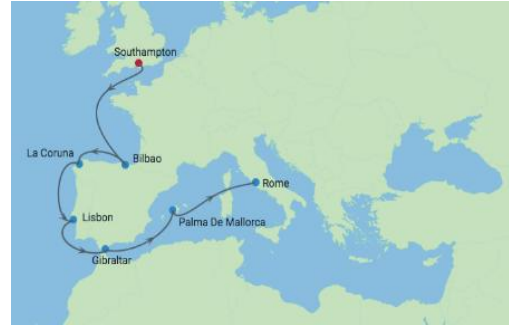 Southampton
La Coruna
Bilbao
Rome
Lisbon
Palma De Mallorca
Gibraltar